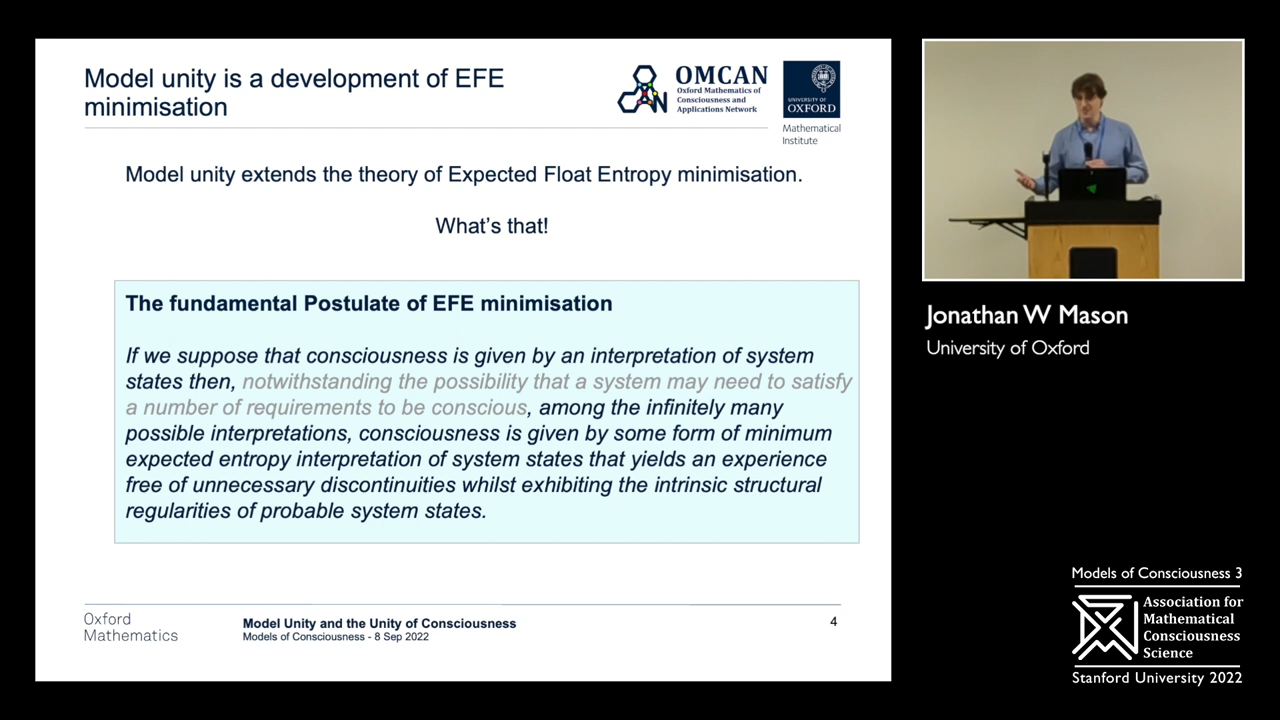 Model unity is a development of EFE
minimisation
OMCAN
Oxford Mathematics of
Consciousness and
Applications Network
UNIVERSITY OF
OXFORD
Mathematical
Institute
Model unity extends the theory of Expected Float Entropy minimisation.
What's that!
The fundamental Postulate of EFE minimisation
If we suppose that consciousness is given by an interpretation of system
states then, notwithstanding the possibility that a system may need to satisfy
a number of requirements to be conscious, among the infinitely many
possible interpretations, consciousness is given by some form of minimum
expected entropy interpretation of system states that yields an experience
free of unnecessary discontinuities whilst exhibiting the intrinsic structural
regularities of probable system states.
Oxford
Mathematics
Model Unity and the Unity of Consciousness
Models of Consciousness - 8 Sep 2022
4
Jonathan W Mason
University of Oxford
Models of Consciousness 3
Association for
Mathematical
Consciousness
Science
Stanford University 2022